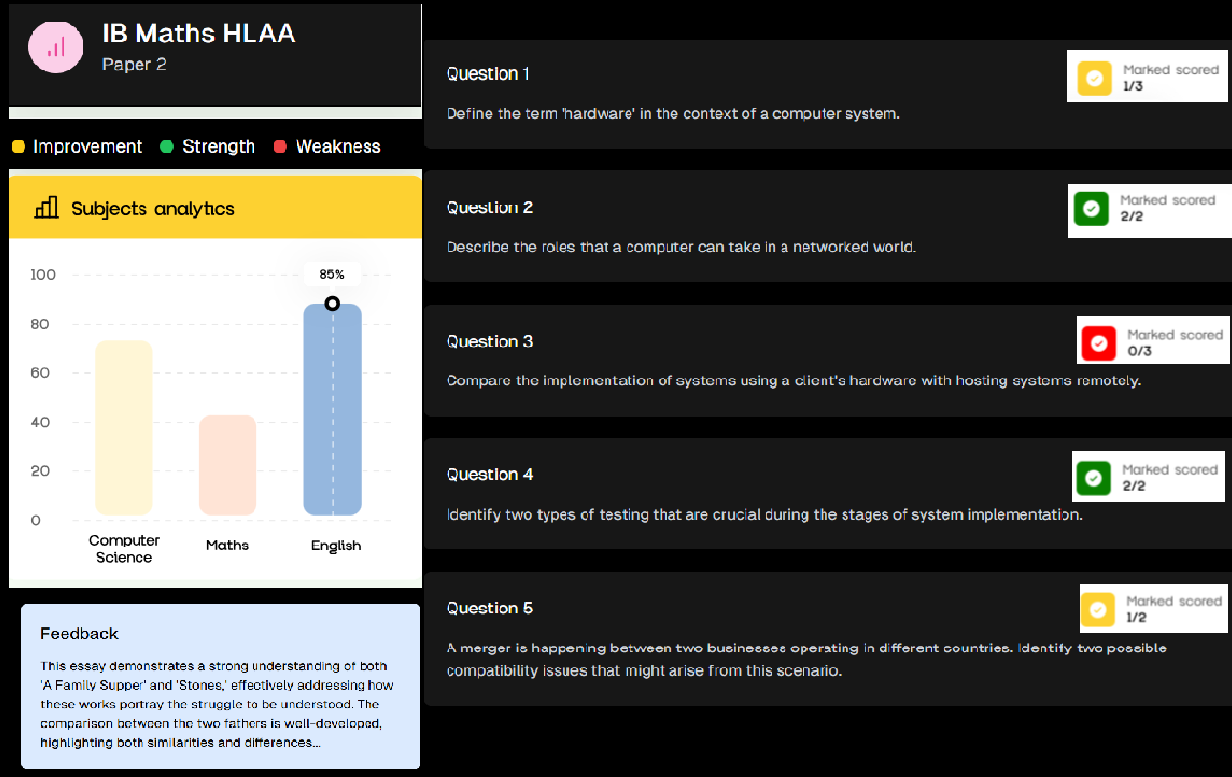 IB Maths HLAA
Paper 2
Improvement
Strength
Weakness
Subjects analytics
100
85%
80
60
40
20
0
Computer
Science
Maths
English
Feedback
This essay demonstrates a strong understanding of both
'A Family Supper' and 'Stones,' effectively addressing how
these works portray the struggle to be understood. The
comparison between the two fathers is well-developed,
highlighting both similarities and differences...
Question 1
Marked scored
1/3
Define the term 'hardware' in the context of a computer system.
Question 2
Marked scored
2/2
Describe the roles that a computer can take in a networked world.
Question 3
Marked scored
0/3
Compare the implementation of systems using a client's hardware with hosting systems remotely.
Question 4
Marked scored
2/2
Identify two types of testing that are crucial during the stages of system implementation.
Question 5
Marked scored
1/2
A merger is happening between two businesses operating in different countries. Identify two possible
compatibility issues that might arise from this scenario.